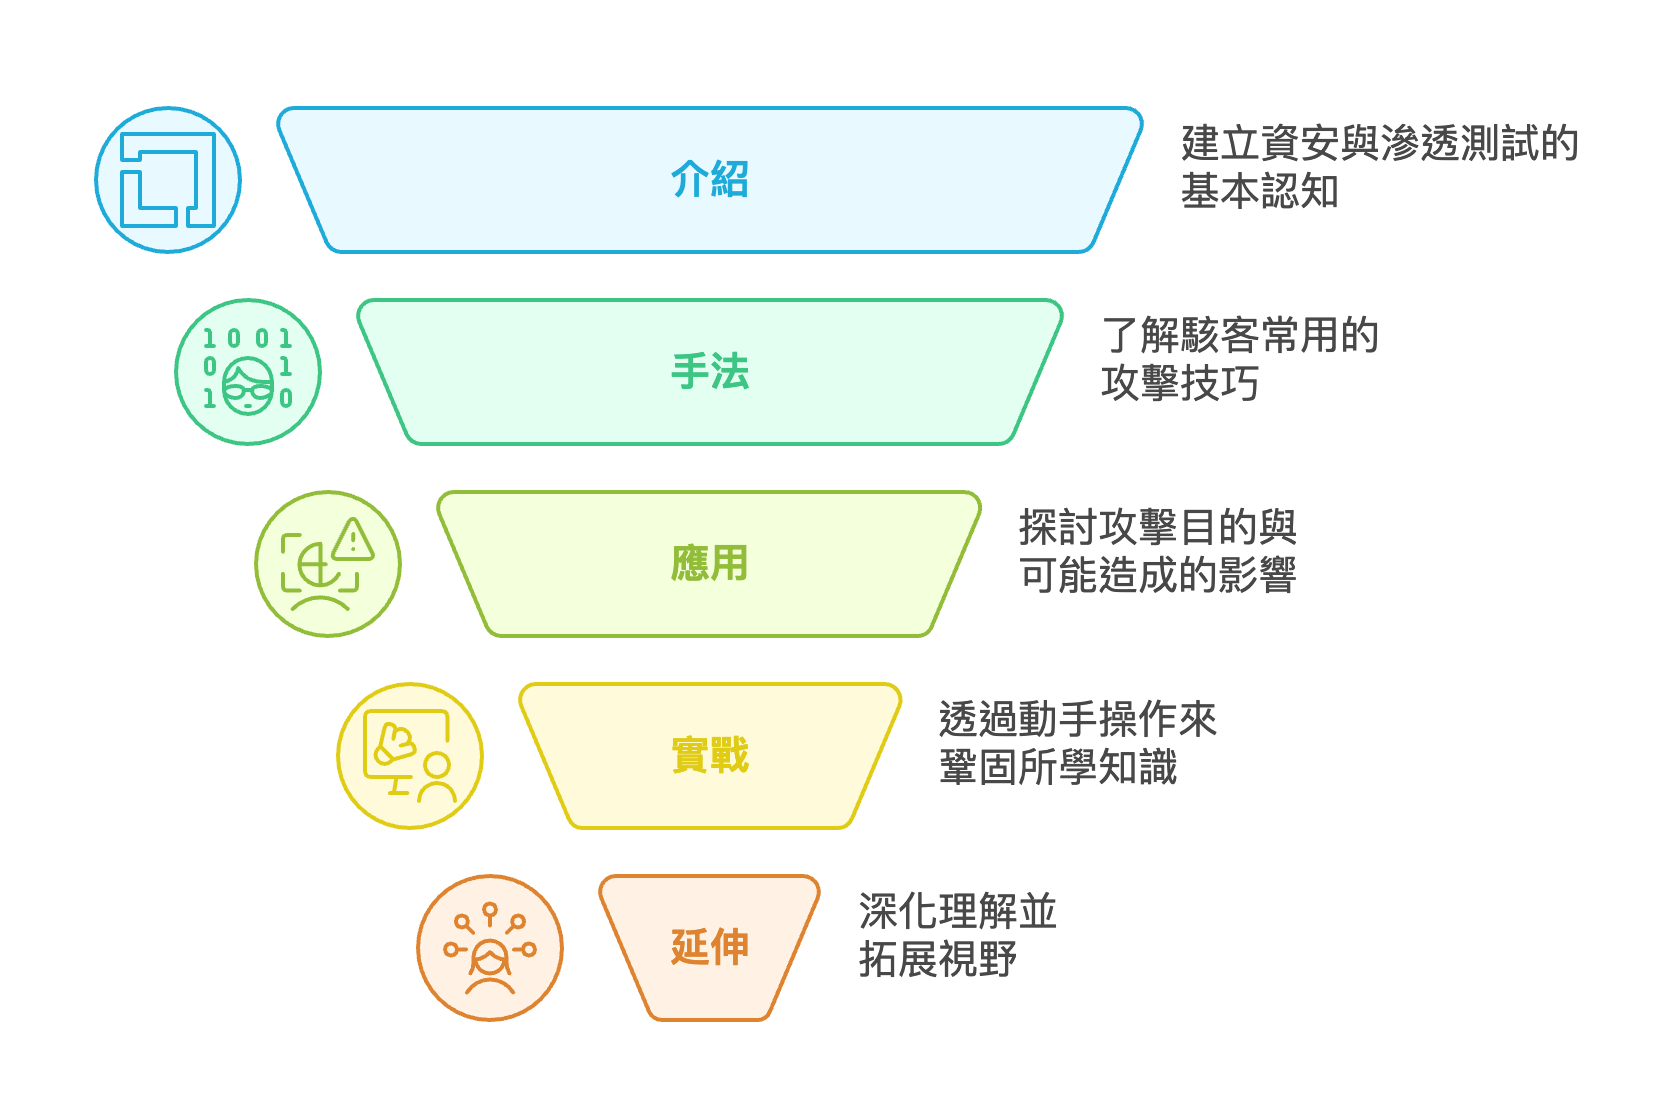 介紹
建立資安與滲透測試的
基本認知
1 0 0 1
0 1
1 0
手法
了解駭客常用的
攻擊技巧
應用
探討攻擊目的與
可能造成的影響
實戰
透過動手操作來
鞏固所學知識
延伸
深化理解並
拓展視野